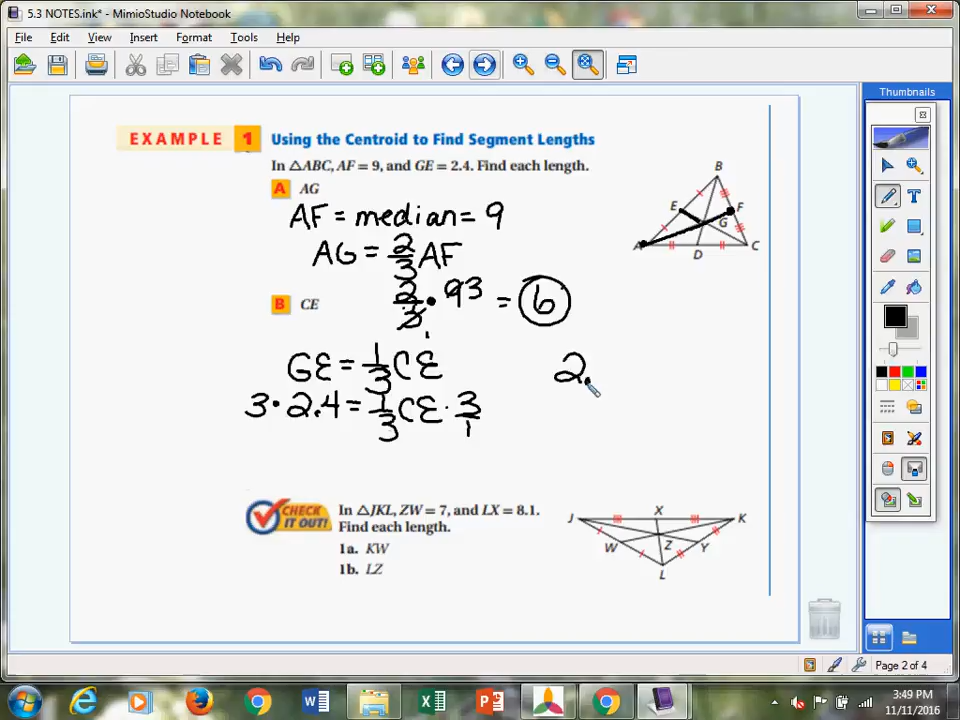 5.3 NOTES.ink* - MimioStudio Notebook
File Edit View Insert Format Tools Help
Thumbnails
EXAMPLE 1 Using the Centroid to Find Segment Lengths
In △ABC, AF = 9, and GE = 2.4. Find each length.
A AG
AF = median = 9
AG = 2/3 AF
B CE
2/3 • 9 3 = 6
1
GE = 1/3 CE
3 • 2.4 = 1/3 CE · 3/1
2.
B
E
F
G
A
D
C
CHECK IT OUT!
In △JKL, ZW = 7, and LX = 8.1.
Find each length.
1a. KW
1b. LZ
J
X
K
W
Z
Y
L
T
Page 2 of 4
W
X
P
3:49 PM
11/11/2016